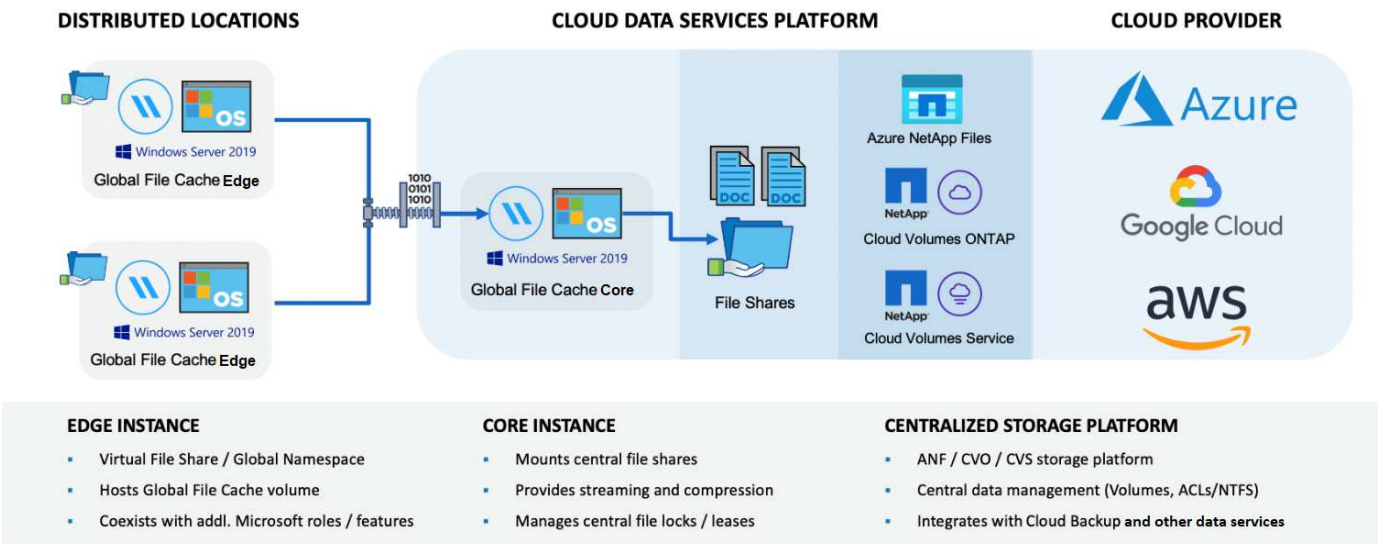 DISTRIBUTED LOCATIONS
CLOUD DATA SERVICES PLATFORM
CLOUD PROVIDER
OS
Windows Server 2019
Global File Cache Edge
OS
Windows Server 2019
Global File Cache Edge
1010
0101
1010
OS
Windows Server 2019
Global File Cache Core
DOC
DOC
File Shares
Azure NetApp Files
NetApp
Cloud Volumes ONTAP
NetApp
Cloud Volumes Service
Azure
Google Cloud
aws
EDGE INSTANCE
▪ Virtual File Share / Global Namespace
▪ Hosts Global File Cache volume
▪ Coexists with addl. Microsoft roles / features
CORE INSTANCE
▪ Mounts central file shares
▪ Provides streaming and compression
▪ Manages central file locks / leases
CENTRALIZED STORAGE PLATFORM
▪ ANF / CVO / CVS storage platform
▪ Central data management (Volumes, ACLs/NTFS)
▪ Integrates with Cloud Backup and other data services